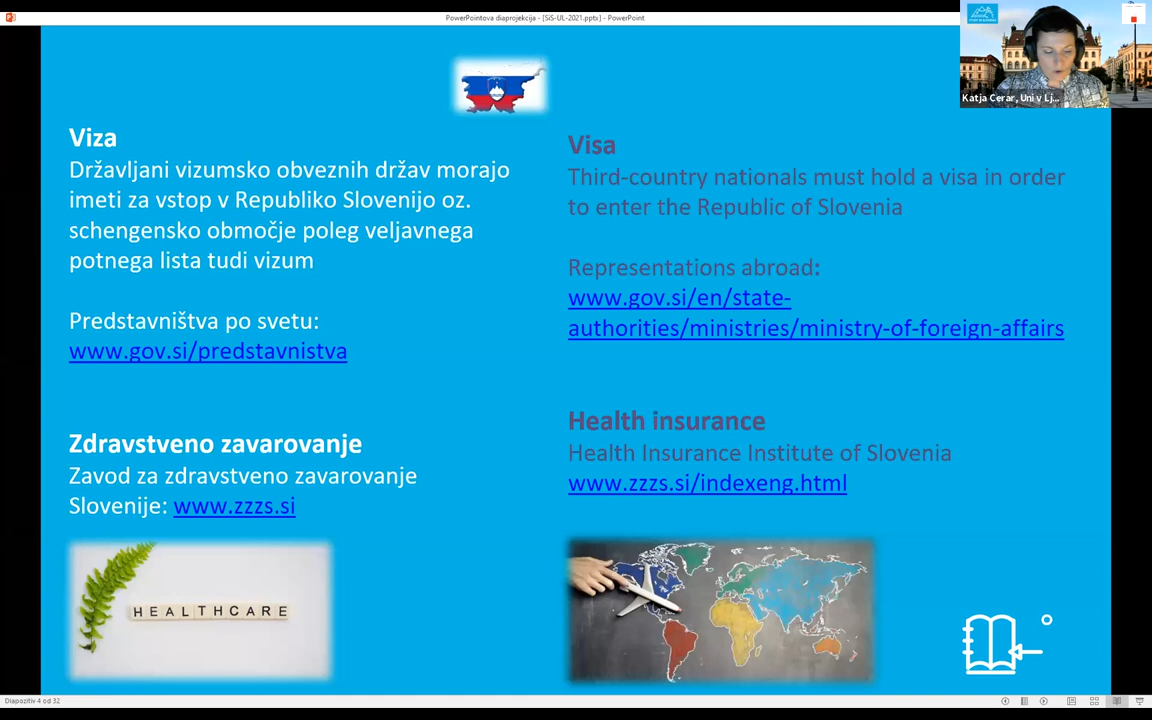 PowerPointova diaprojekcija - [SiS-UL-2021.pptx] - PowerPoint
Katja Cerar, Uni v Lj...
Viza
Državljani vizumsko obveznih držav morajo
imeti za vstop v Republiko Slovenijo oz.
schengensko območje poleg veljavnega
potnega lista tudi vizum
Predstavništva po svetu:
www.gov.si/predstavnistva
Zdravstveno zavarovanje
Zavod za zdravstveno zavarovanje
Slovenije: www.zzzs.si
HEALTHCARE
Visa
Third-country nationals must hold a visa in order
to enter the Republic of Slovenia
Representations abroad:
www.gov.si/en/state-
authorities/ministries/ministry-of-foreign-affairs
Health insurance
Health Insurance Institute of Slovenia
www.zzzs.si/indexeng.html
Diapozitiv 4 od 32